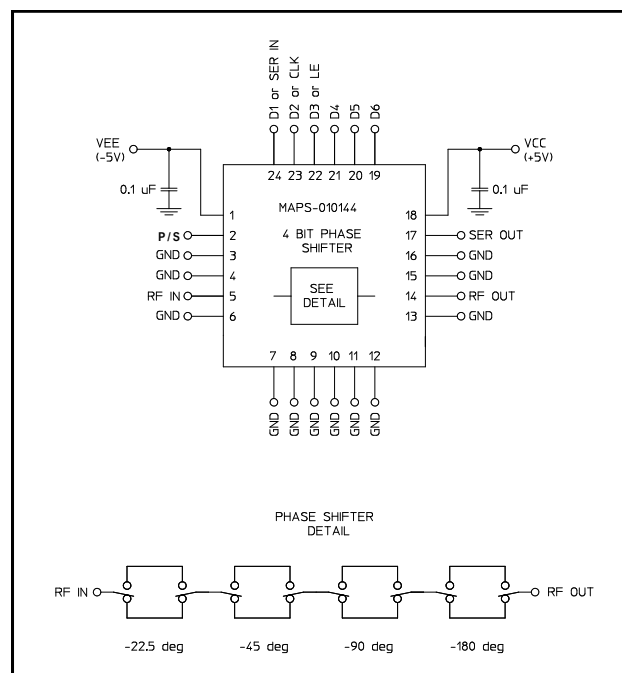 D1 or SER IN
D2 or CLK
D3 or LE
D4
D5
D6
VEE
(-5V)
VCC
(+5V)
0.1 uF
0.1 uF
24 23 22 21 20 19
MAPS-010144
4 BIT PHASE
SHIFTER
SEE
DETAIL
1
P/S 2
GND 3
GND 4
RF IN 5
GND 6
18
17 SER OUT
16 GND
15 GND
14 RF OUT
13 GND
7 8 9 10 11 12
GND GND GND GND GND GND
PHASE SHIFTER
DETAIL
RF IN
RF OUT
-22.5 deg -45 deg -90 deg -180 deg